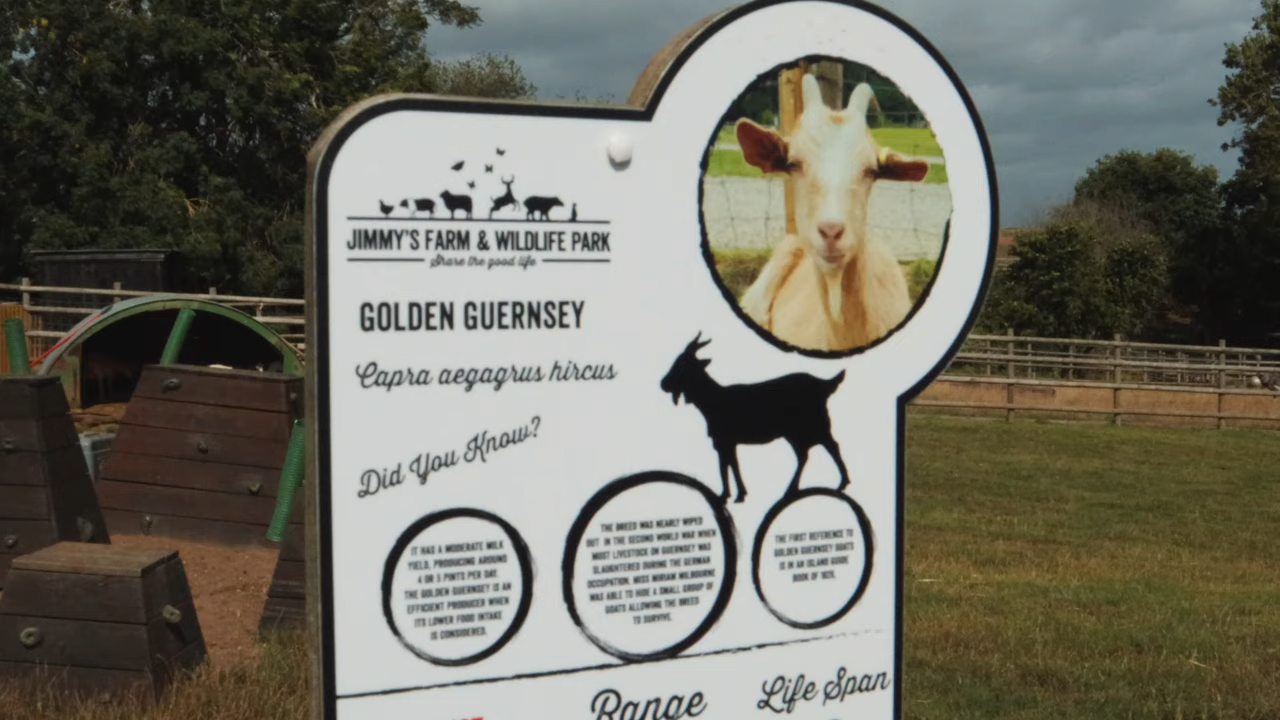 JIMMY'S FARM & WILDLIFE PARK
Share the good life
GOLDEN GUERNSEY
Capra aegagrus hircus
Did You Know?
IT HAS A MODERATE MILK
YIELD, PRODUCING AROUND
4 OR 5 PINTS PER DAY.
THE GOLDEN GUERNSEY IS AN
EFFICIENT PRODUCER WHEN
ITS LOWER FOOD INTAKE
IS CONSIDERED.
THE BREED WAS NEARLY WIPED
OUT IN THE SECOND WORLD WAR WHEN
MOST LIVESTOCK ON GUERNSEY WAS
SLAUGHTERED DURING THE GERMAN
OCCUPATION. MISS MIRIAM MILBOURNE
WAS ABLE TO HIDE A SMALL GROUP OF
GOATS ALLOWING THE BREED
TO SURVIVE.
THE FIRST REFERENCE TO
GOLDEN GUERNSEY GOATS
IS IN AN ISLAND GUIDE
BOOK OF 1826.
Range
Life Span